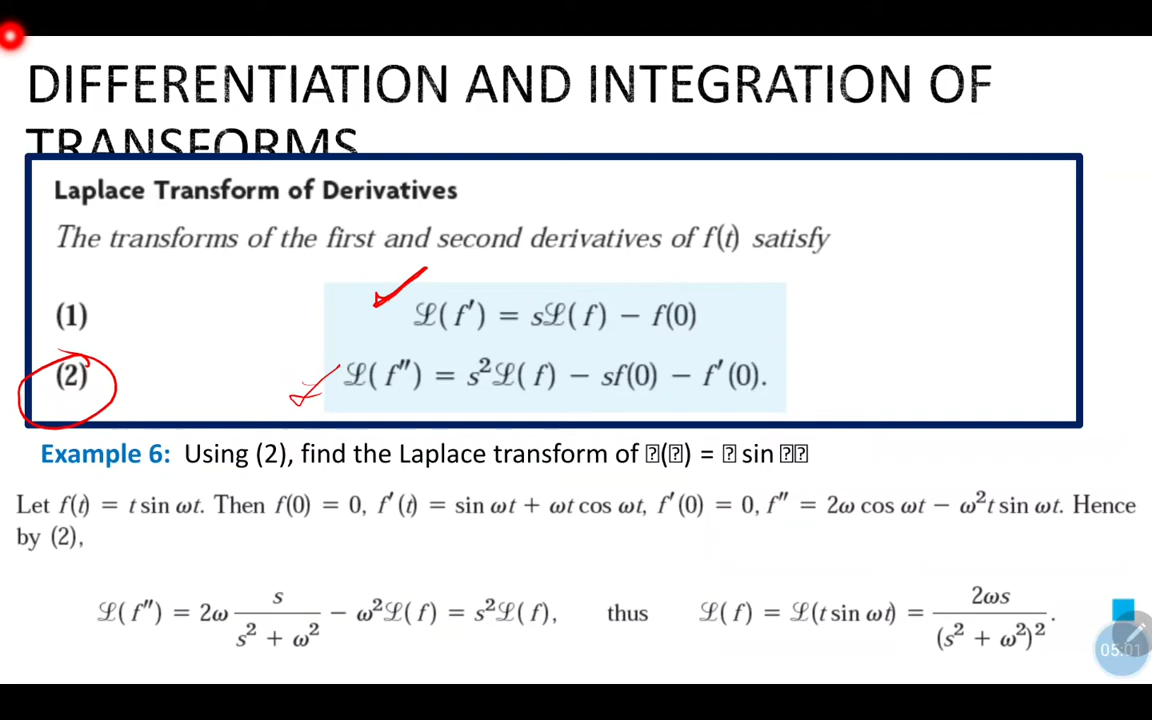 DIFFERENTIATION AND INTEGRATION OF
TRANSFORMS
Laplace Transform of Derivatives
The transforms of the first and second derivatives of f(t) satisfy
(1) ℒ(f′) = sℒ(f) − f(0)
(2) ℒ(f″) = s²ℒ(f) − sf(0) − f′(0).
Example 6: Using (2), find the Laplace transform of ⍰(⍰) = ⍰ sin ⍰⍰
Let f(t) = t sin ωt. Then f(0) = 0, f′(t) = sin ωt + ωt cos ωt, f′(0) = 0, f″ = 2ω cos ωt − ω²t sin ωt. Hence
by (2),
ℒ(f″) = 2ω s/(s² + ω²) − ω²ℒ(f) = s²ℒ(f), thus ℒ(f) = ℒ(t sin ωt) = 2ωs/(s² + ω²)².
05:01